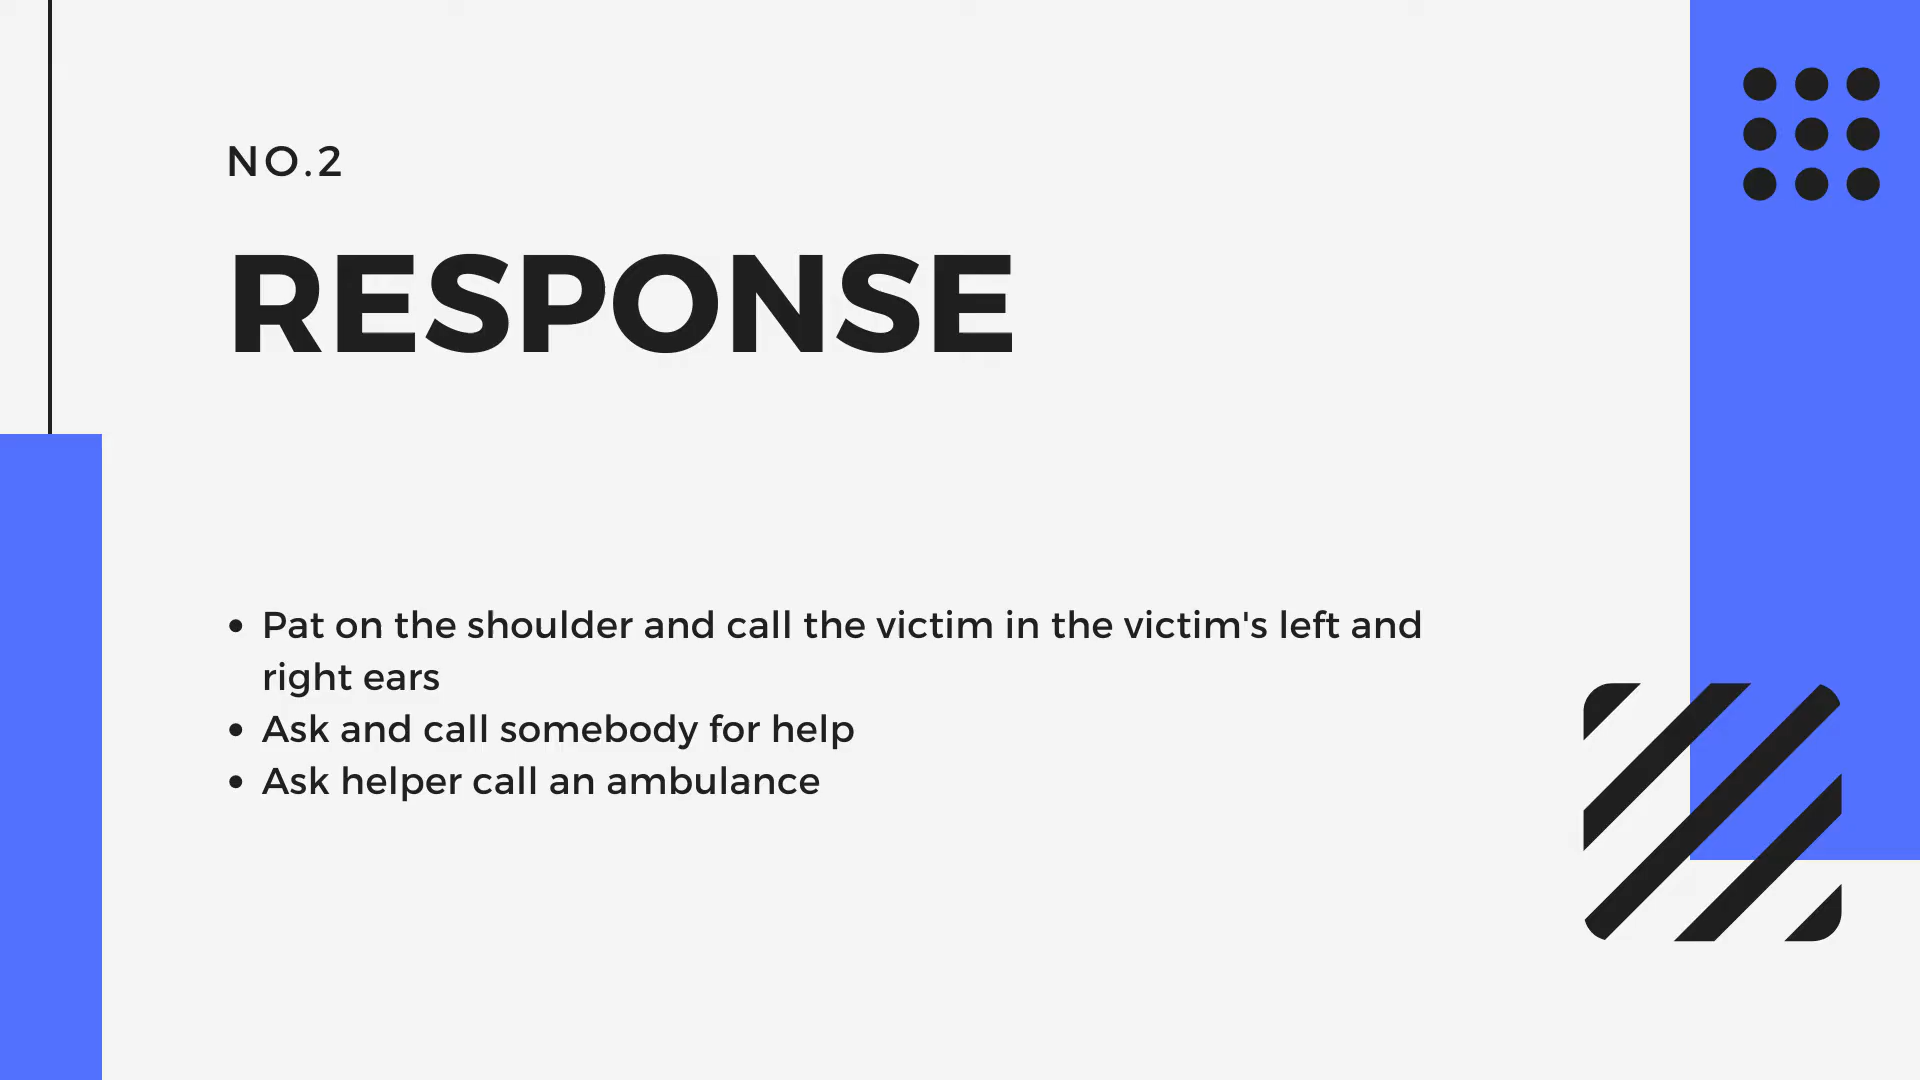 NO.2
RESPONSE
• Pat on the shoulder and call the victim in the victim's left and
right ears
• Ask and call somebody for help
• Ask helper call an ambulance